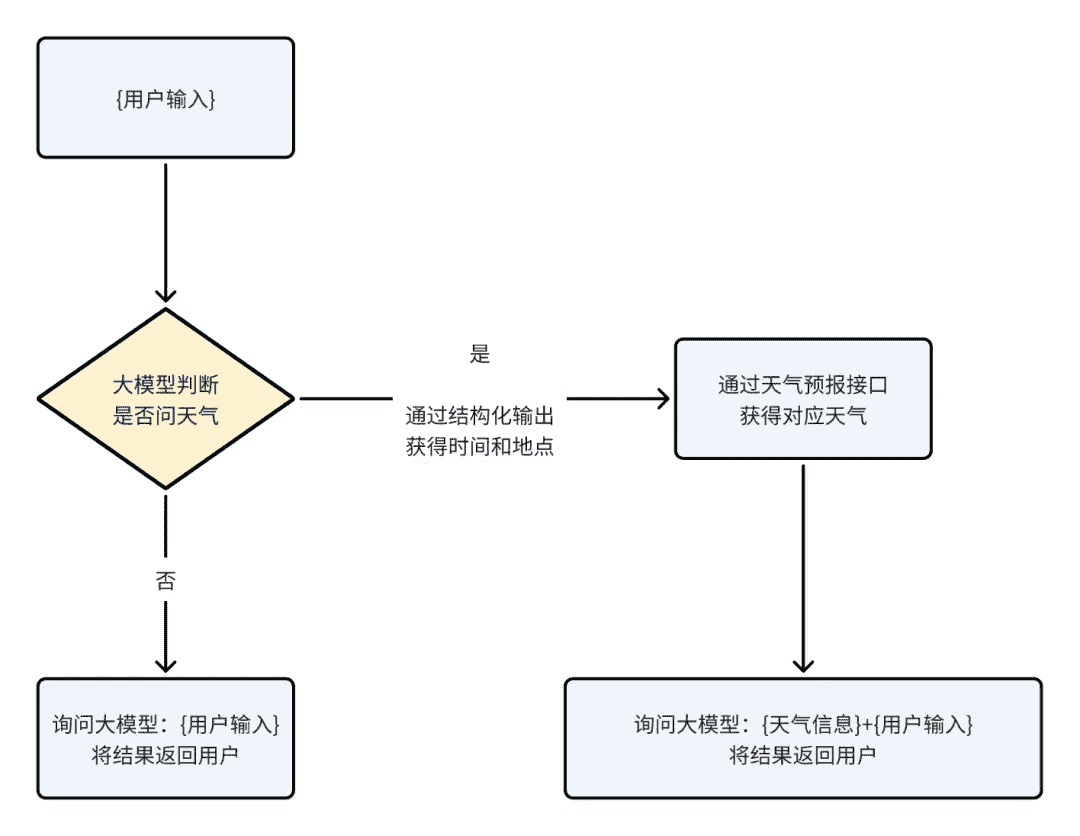 {用户输入}
大模型判断
是否问天气
是
通过结构化输出
获得时间和地点
通过天气预报接口
获得对应天气
否
询问大模型：{用户输入}
将结果返回用户
询问大模型：{天气信息}+{用户输入}
将结果返回用户